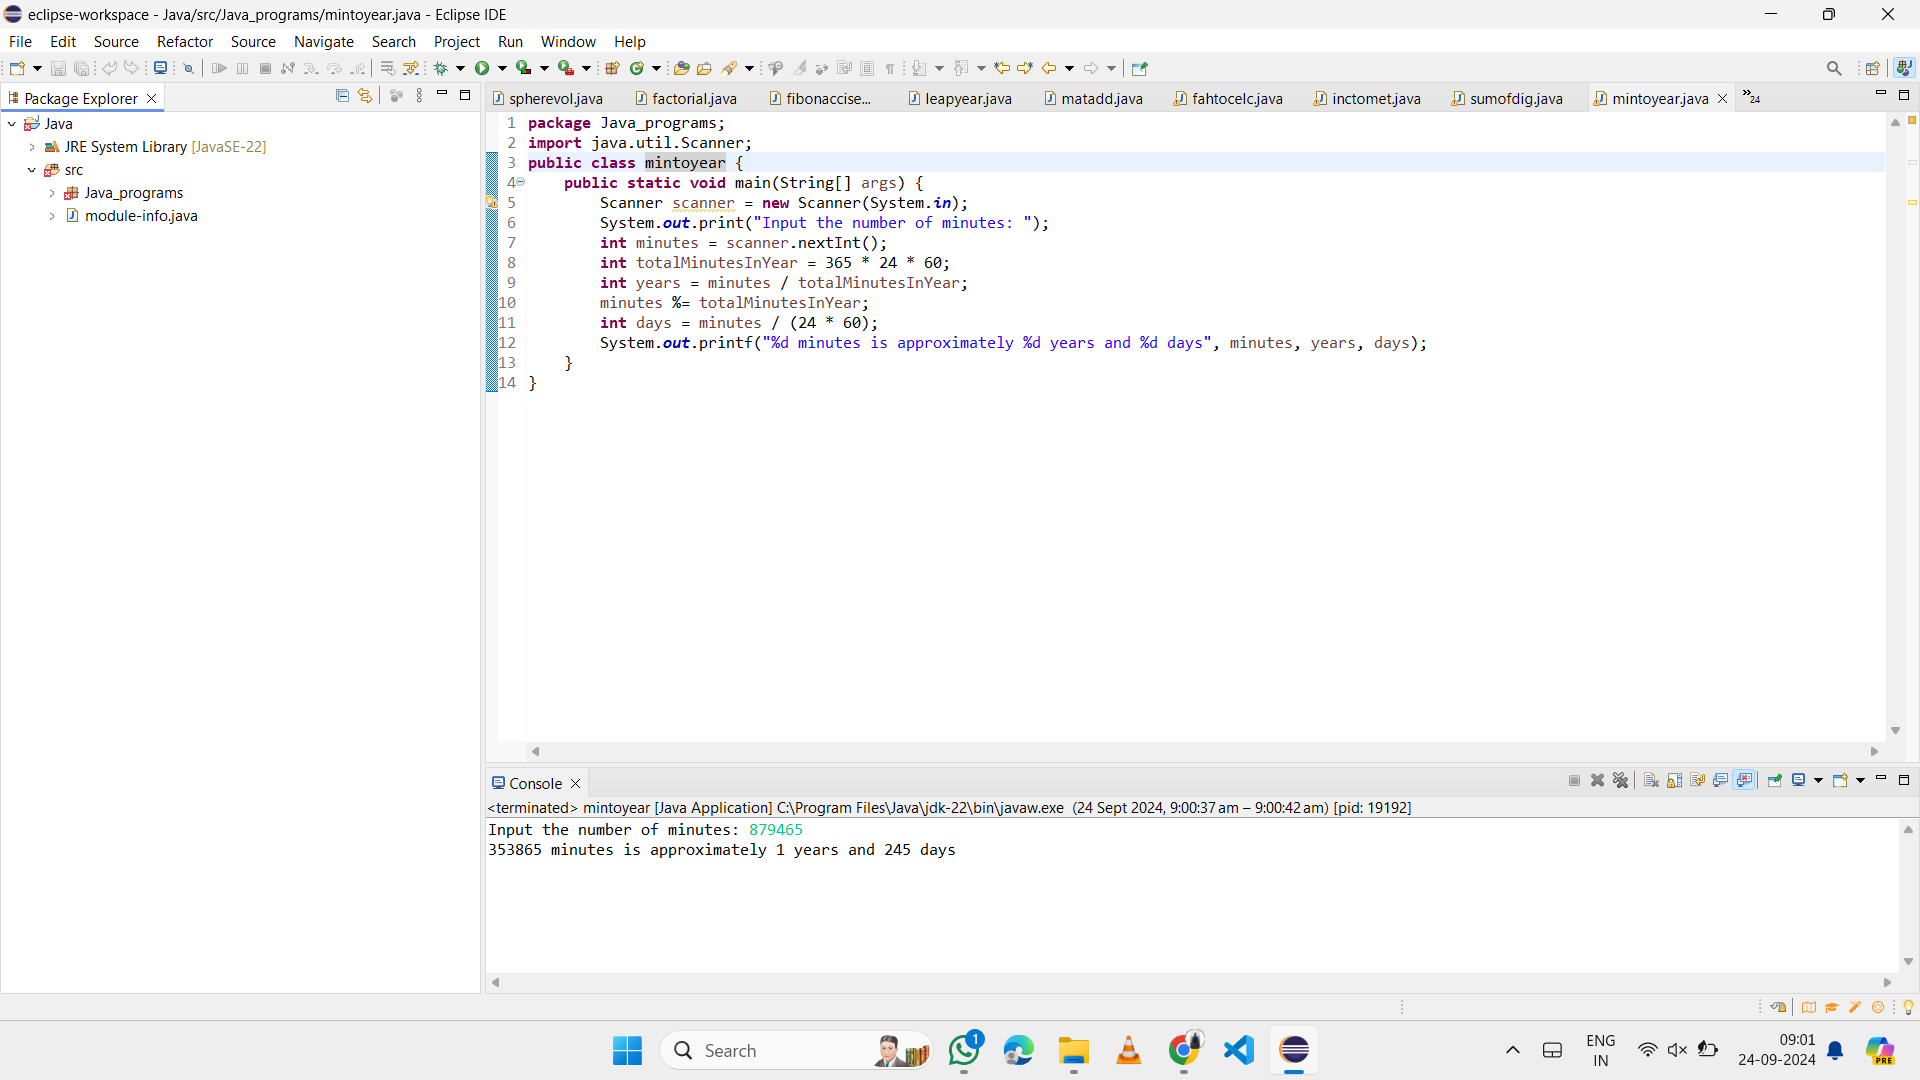 eclipse-workspace - Java/src/Java_programs/mintoyear.java - Eclipse IDE
File Edit Source Refactor Source Navigate Search Project Run Window Help
Package Explorer
spherevol.java factorial.java fibonaccise... leapyear.java matadd.java fahtocelc.java inctomet.java sumofdig.java mintoyear.java »24
Java
JRE System Library [JavaSE-22]
src
Java_programs
module-info.java
1 package Java_programs;
2 import java.util.Scanner;
3 public class mintoyear {
4 public static void main(String[] args) {
5 Scanner scanner = new Scanner(System.in);
6 System.out.print("Input the number of minutes: ");
7 int minutes = scanner.nextInt();
8 int totalMinutesInYear = 365 * 24 * 60;
9 int years = minutes / totalMinutesInYear;
10 minutes %= totalMinutesInYear;
11 int days = minutes / (24 * 60);
12 System.out.printf("%d minutes is approximately %d years and %d days", minutes, years, days);
13 }
14 }
Console
<terminated> mintoyear [Java Application] C:\Program Files\Java\jdk-22\bin\javaw.exe (24 Sept 2024, 9:00:37 am – 9:00:42 am) [pid: 19192]
Input the number of minutes: 879465
353865 minutes is approximately 1 years and 245 days
Search
1
ENG
IN
09:01
24-09-2024
PRE